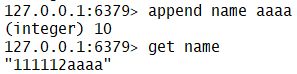 127.0.0.1:6379> append name aaaa
(integer) 10
127.0.0.1:6379> get name
"111112aaaa"